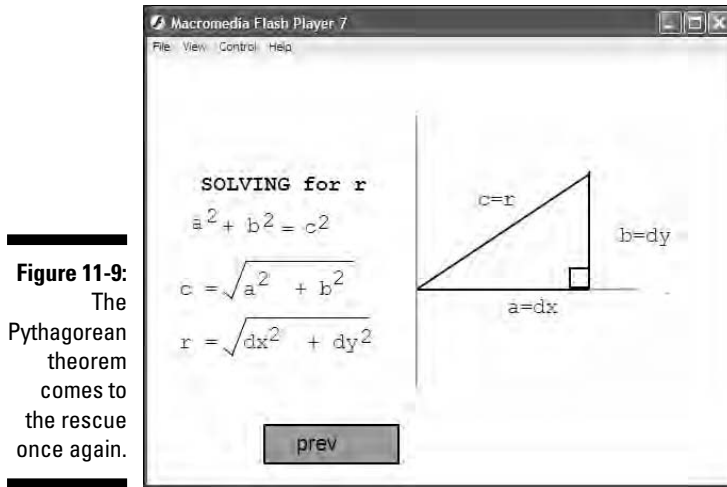 Macromedia Flash Player 7
File View Control Help
SOLVING for r
a² + b² = c²
c = √(a² + b²)
r = √(dx² + dy²)
c=r
b=dy
a=dx
prev
Figure 11-9:
The
Pythagorean
theorem
comes to
the rescue
once again.